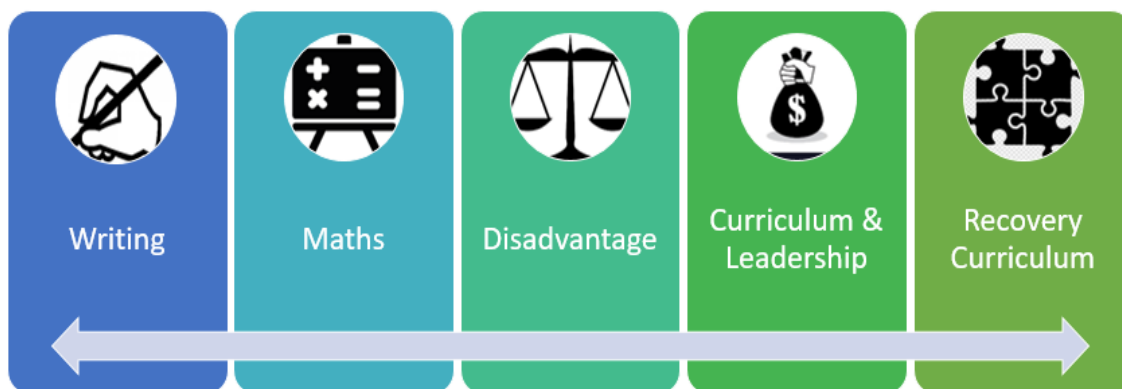 Writing
Maths
Disadvantage
Curriculum &
Leadership
Recovery
Curriculum
$